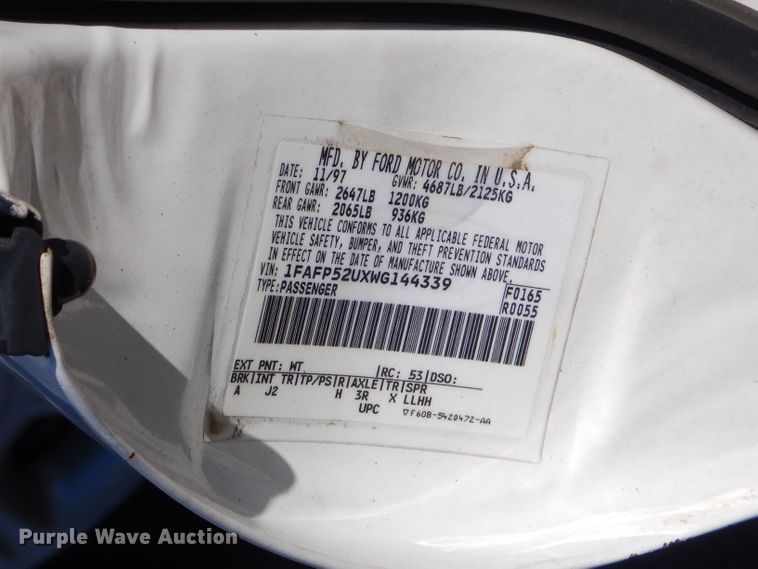 MFD. BY FORD MOTOR CO. IN U.S.A.
DATE: 11/97 GVWR: 4687LB/2125KG
FRONT GAWR: 2647LB 1200KG
REAR GAWR: 2065LB 936KG
THIS VEHICLE CONFORMS TO ALL APPLICABLE FEDERAL MOTOR
VEHICLE SAFETY, BUMPER, AND THEFT PREVENTION STANDARDS
IN EFFECT ON THE DATE OF MANUFACTURE SHOWN ABOVE.
VIN: 1FAFP52UXWG144339
TYPE: PASSENGER
F0165
R0055
EXT PNT: WT RC: 53 DSO:
BRK INT TR TP/PS R AXLE TR SPR
A J2 H 3R X LLHH
UPC F6DB-5420472-AA
Purple Wave Auction